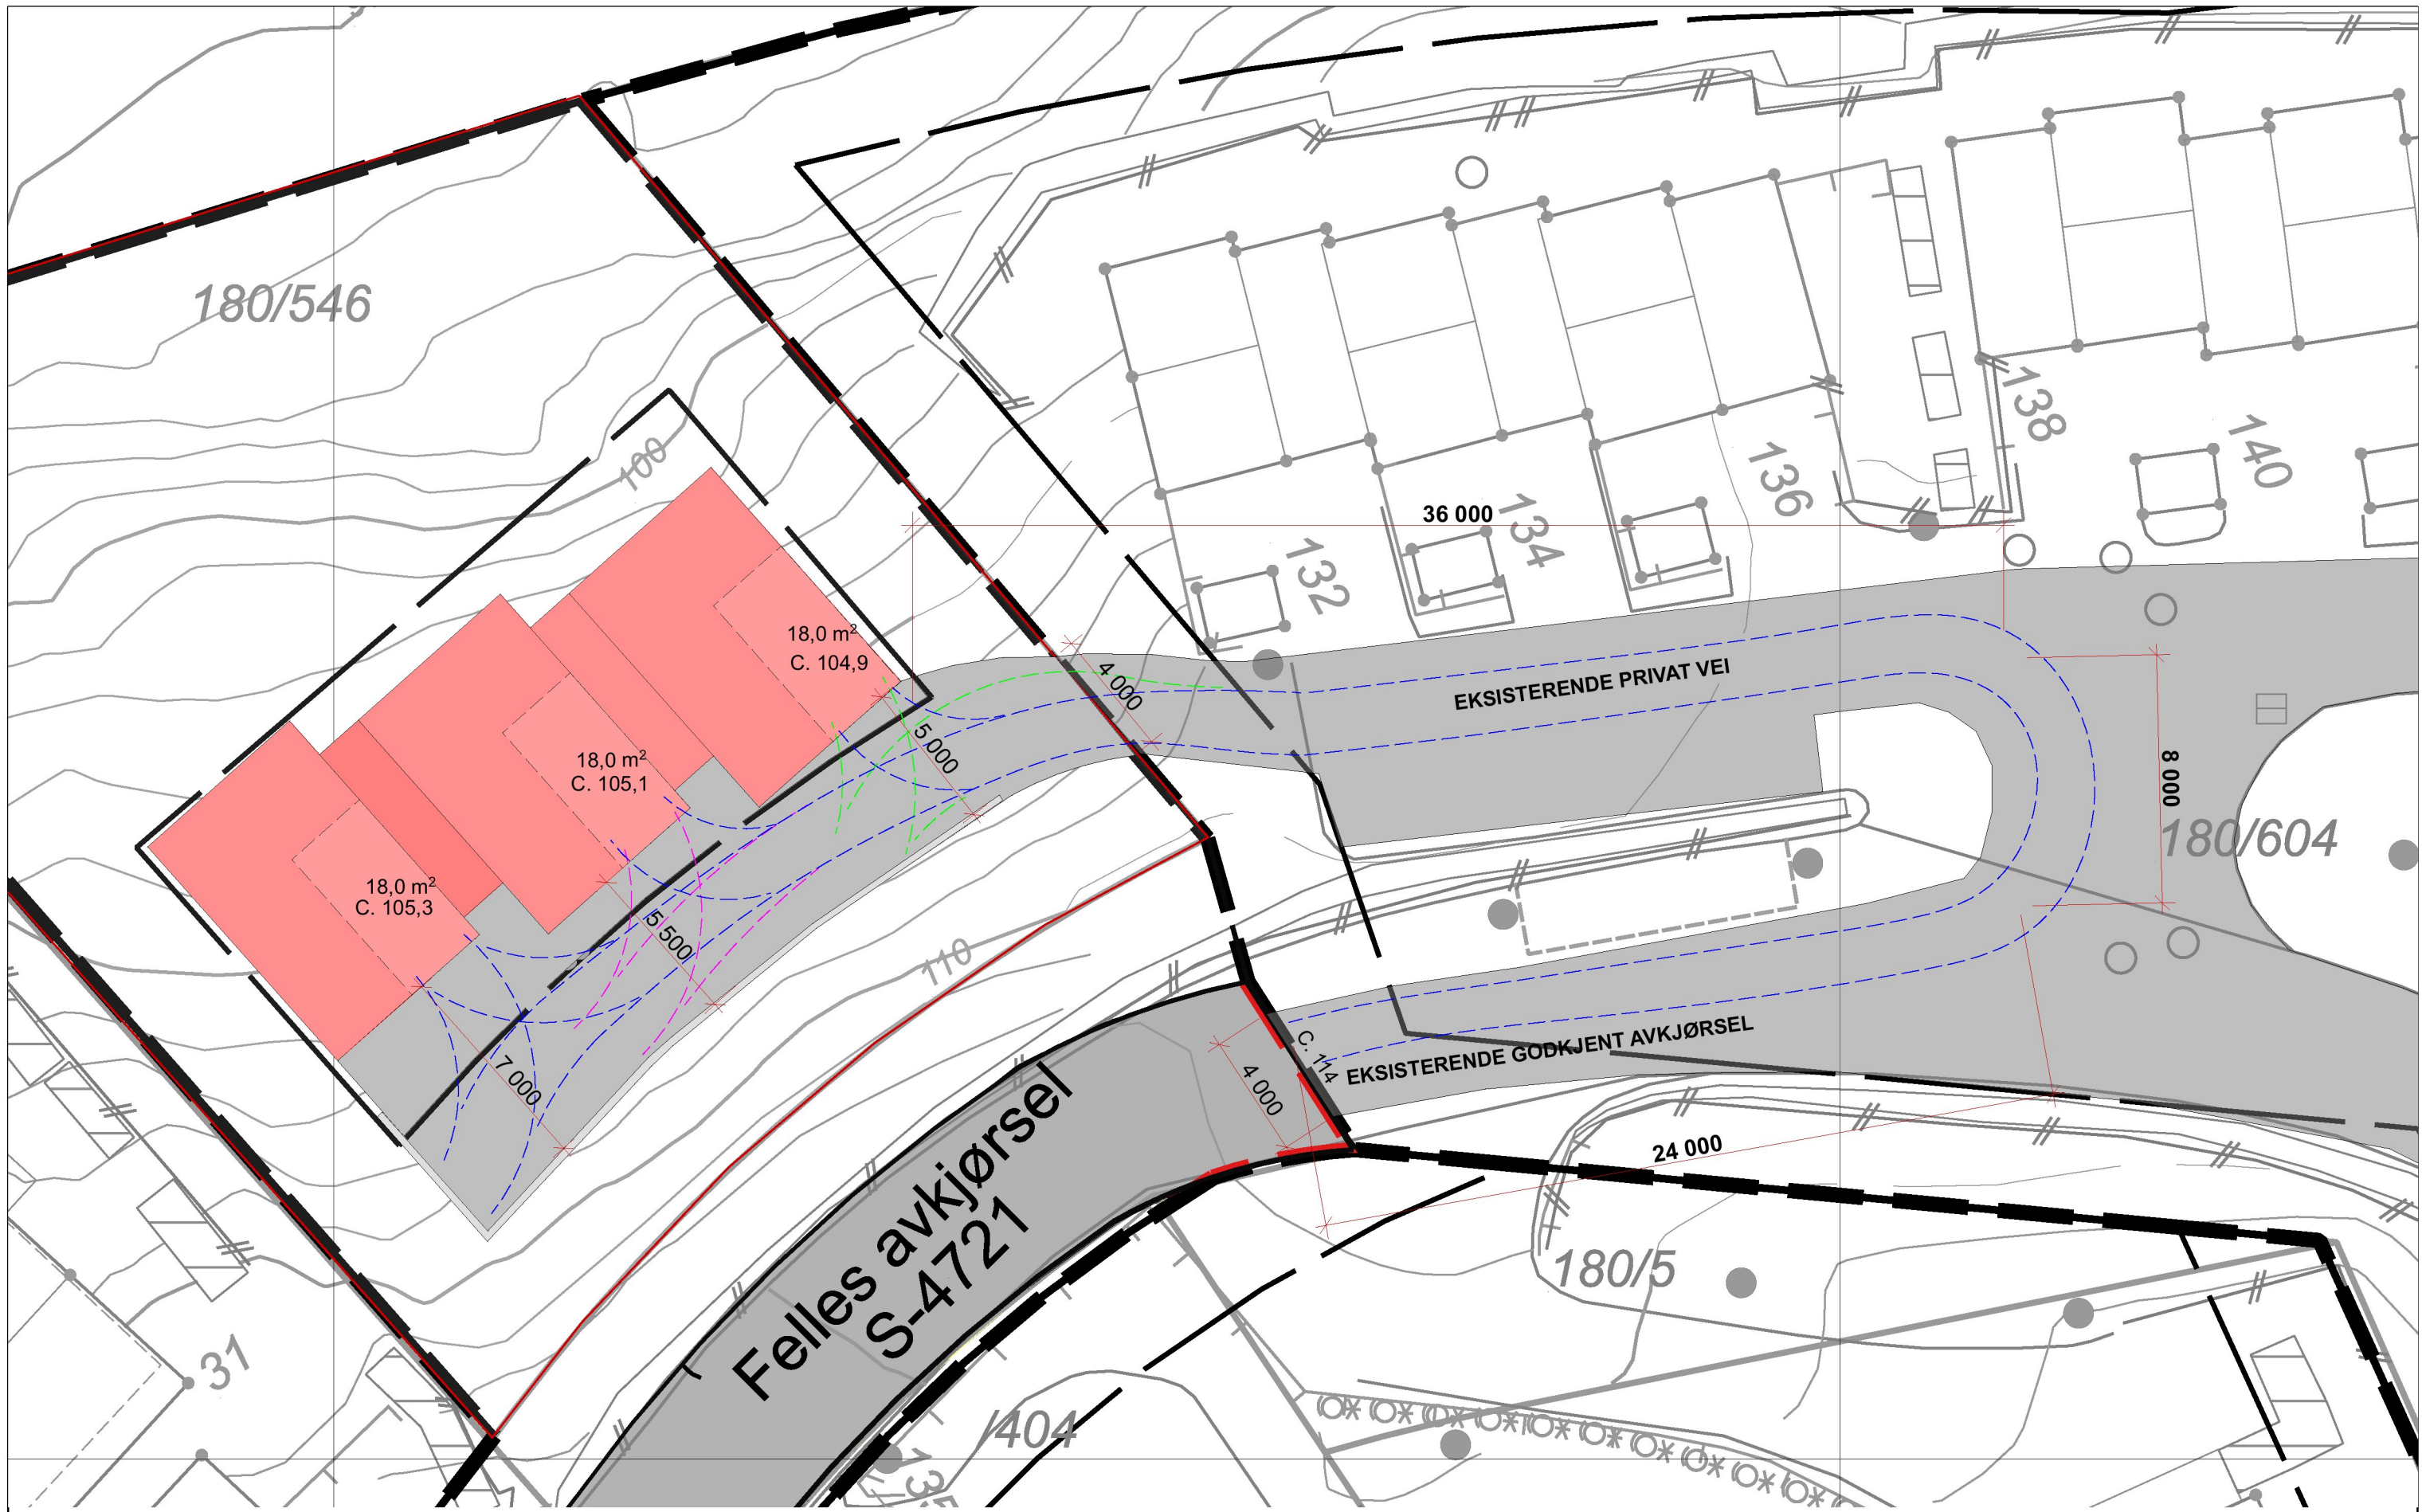 180/546
100
36 000
132
134
136
138
140
18,0 m²
C. 104,9
4 000
5 000
EKSISTERENDE PRIVAT VEI
18,0 m²
C. 105,1
8 000
180/604
18,0 m²
C. 105,3
5 500
110
7 000
C. 114
4 000
EKSISTERENDE GODKJENT AVKJØRSEL
24 000
Felles avkjørsel
S-4721
180/5
31
/404
135